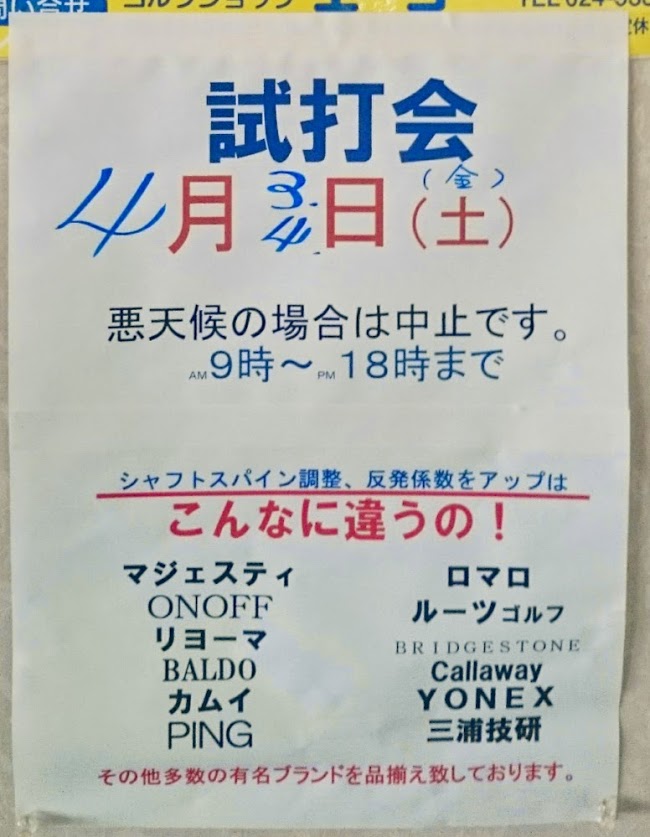 ゴルフショップ
TEL 024-
試打会
(金)
4月3.4.日(土)
悪天候の場合は中止です。
AM9時〜PM18時まで
シャフトスパイン調整、反発係数をアップは
こんなに違うの！
マジェスティ ロマロ
ONOFF ルーツゴルフ
リヨーマ BRIDGESTONE
BALDO Callaway
カムイ YONEX
PING 三浦技研
その他多数の有名ブランドを品揃え致しております。